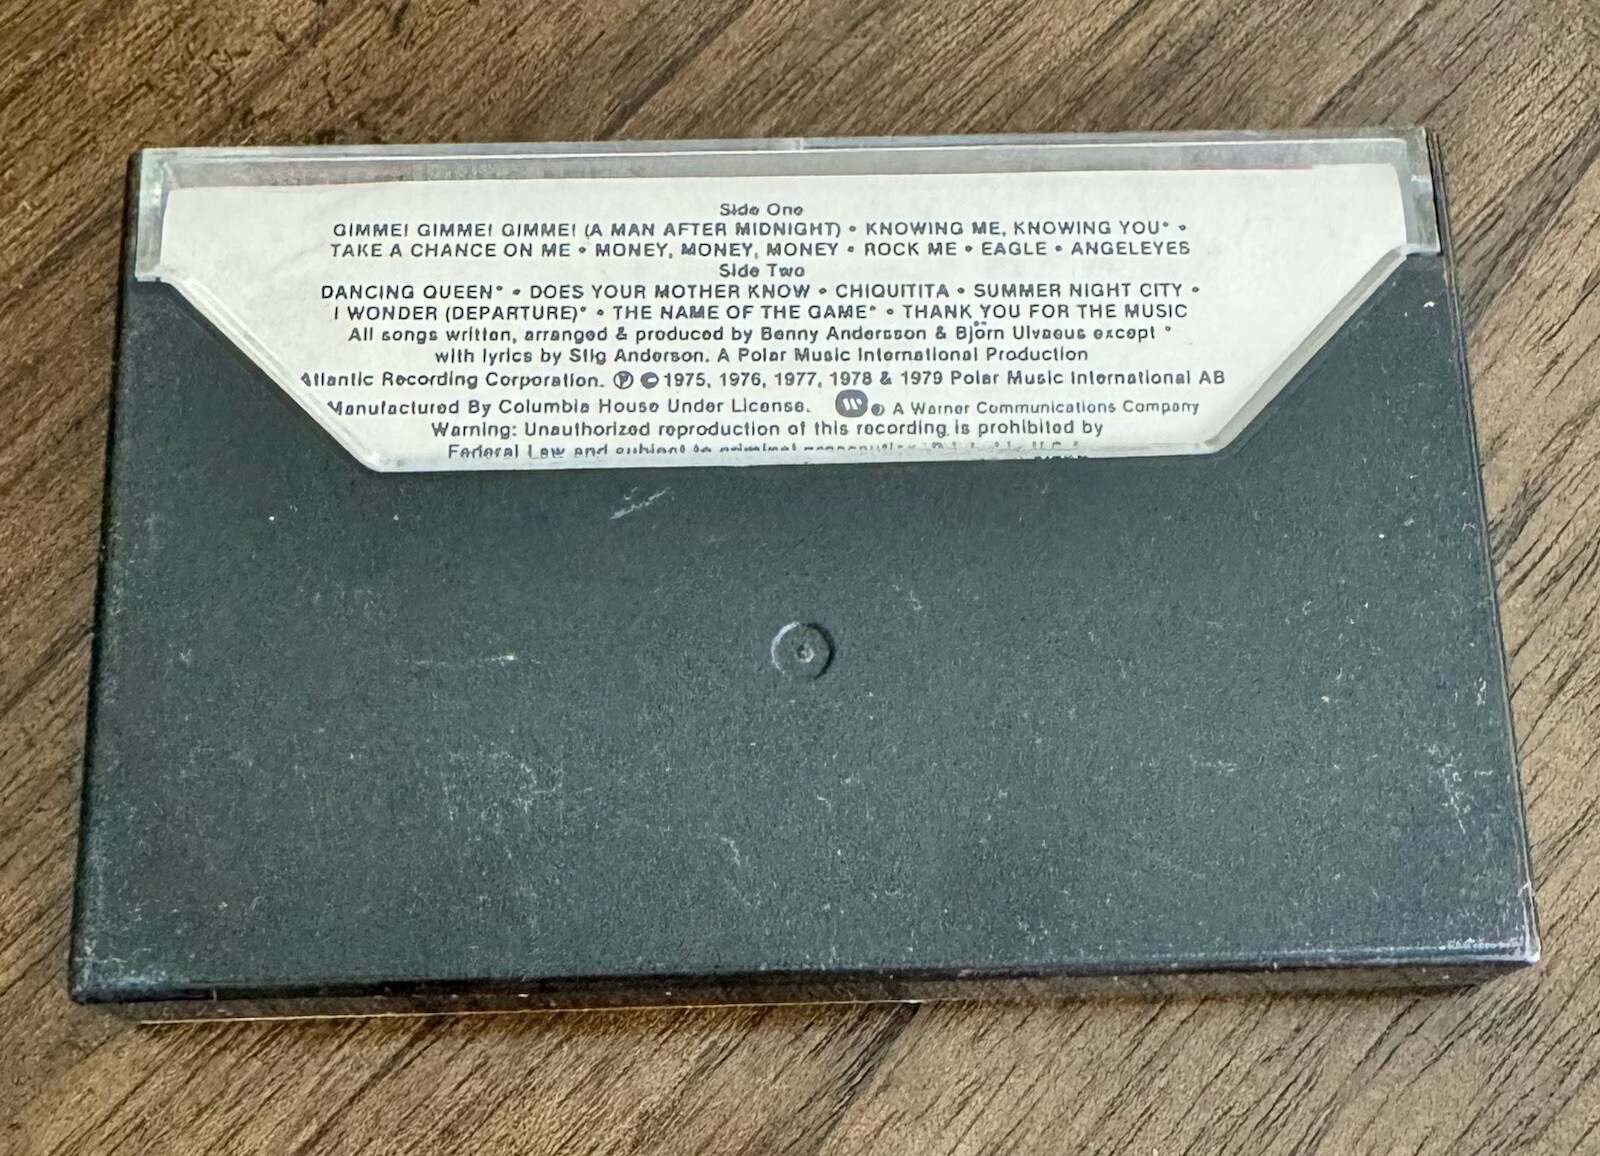 Side One
GIMME! GIMME! GIMME! (A MAN AFTER MIDNIGHT) • KNOWING ME, KNOWING YOU* •
TAKE A CHANCE ON ME • MONEY, MONEY, MONEY • ROCK ME • EAGLE • ANGELEYES
Side Two
DANCING QUEEN* • DOES YOUR MOTHER KNOW • CHIQUITITA • SUMMER NIGHT CITY •
I WONDER (DEPARTURE)* • THE NAME OF THE GAME* • THANK YOU FOR THE MUSIC
All songs written, arranged & produced by Benny Andersson & Björn Ulvaeus except *
with lyrics by Stig Anderson. A Polar Music International Production
Atlantic Recording Corporation. ℗ © 1975, 1976, 1977, 1978 & 1979 Polar Music International AB
Manufactured By Columbia House Under License. W ® A Warner Communications Company
Warning: Unauthorized reproduction of this recording is prohibited by
Federal Law and subject to criminal